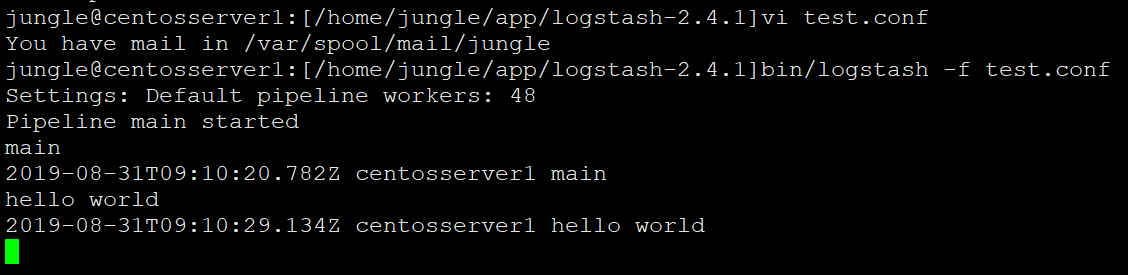 jungle@centosserver1:[/home/jungle/app/logstash-2.4.1]vi test.conf
You have mail in /var/spool/mail/jungle
jungle@centosserver1:[/home/jungle/app/logstash-2.4.1]bin/logstash -f test.conf
Settings: Default pipeline workers: 48
Pipeline main started
main
2019-08-31T09:10:20.782Z centosserver1 main
hello world
2019-08-31T09:10:29.134Z centosserver1 hello world